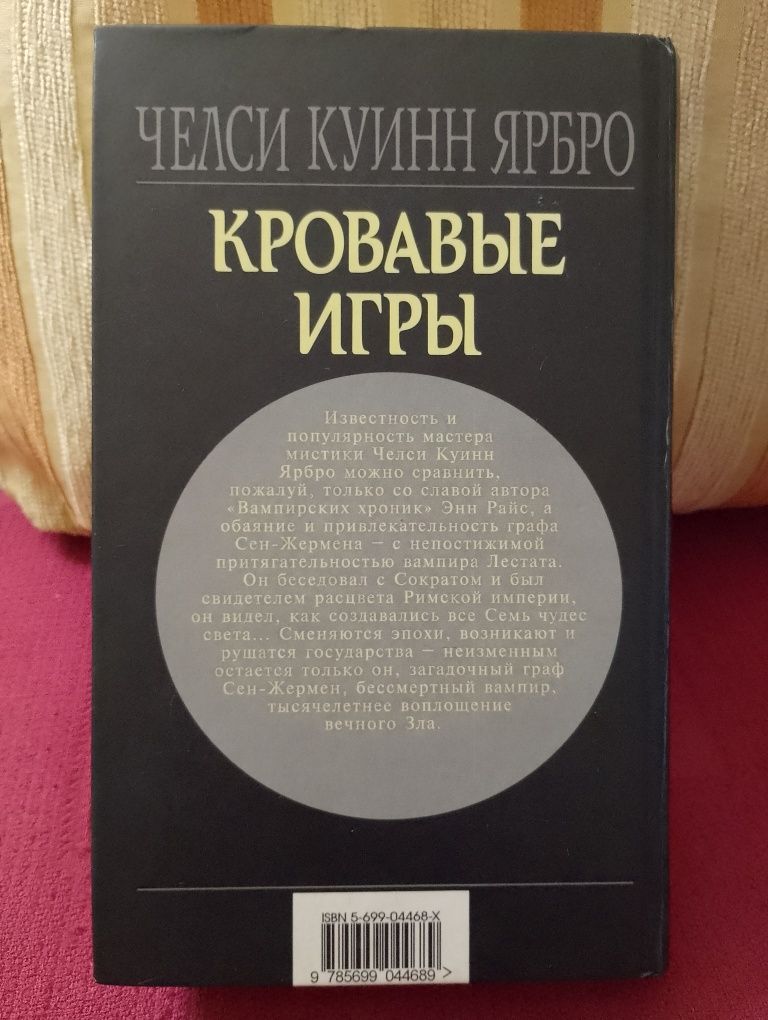 ЧЕЛСИ КУИНН ЯРБРО
КРОВАВЫЕ
ИГРЫ
Известность и
популярность мастера
мистики Челси Куинн
Ярбро можно сравнить,
пожалуй, только со славой автора
«Вампирских хроник» Энн Райс, а
обаяние и привлекательность графа
Сен-Жермена — с непостижимой
притягательностью вампира Лестата.
Он беседовал с Сократом и был
свидетелем расцвета Римской империи,
он видел, как создавались все Семь чудес
света... Сменяются эпохи, возникают и
рушатся государства — неизменным
остается только он, загадочный граф
Сен-Жермен, бессмертный вампир,
тысячелетнее воплощение
вечного Зла.
ISBN 5-699-04468-X
9 785699 044689 >